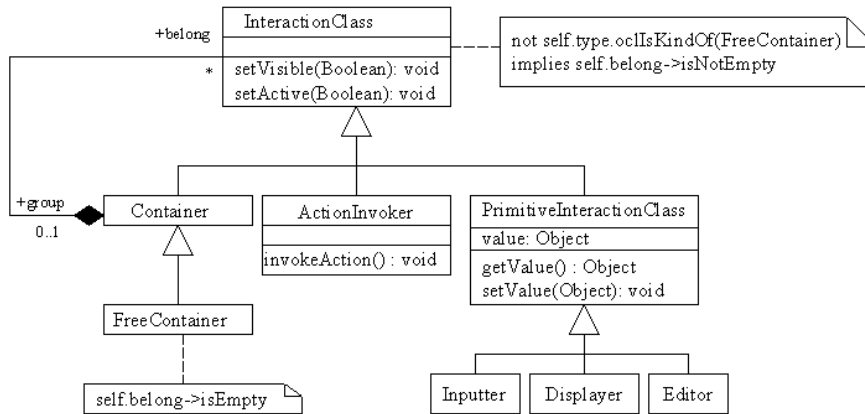 InteractionClass
+belong
not self.type.oclIsKindOf(FreeContainer)
implies self.belong->isNotEmpty
*
setVisible(Boolean): void
setActive(Boolean): void
+group
0..1
Container
ActionInvoker
invokeAction() : void
PrimitiveInteractionClass
value: Object
getValue() : Object
setValue(Object): void
FreeContainer
self.belong->isEmpty
Inputter
Displayer
Editor